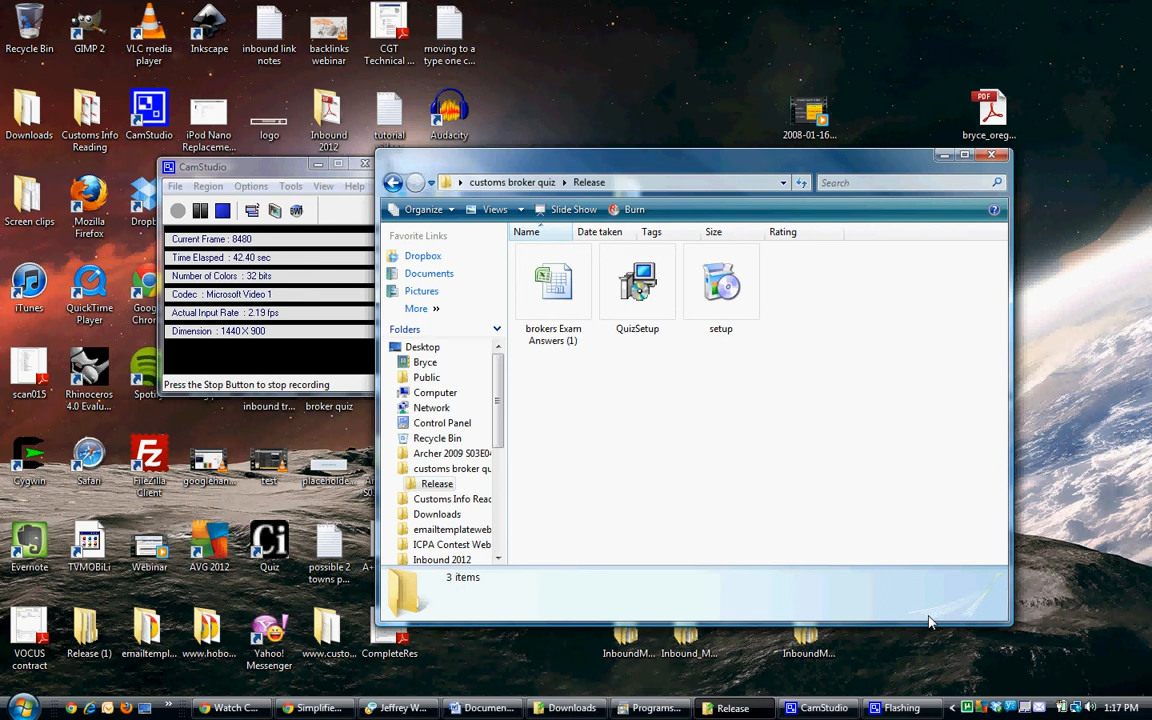 Recycle Bin
GIMP 2
VLC media player
Inkscape
inbound link notes
backlinks webinar
CGT Technical ...
moving to a type one c...
Downloads
Customs Info Reading
CamStudio
iPod Nano Replaceme...
logo
Inbound 2012
tutorial
Audacity
2008-01-16...
PDF
bryce_oreg...
Screen clips
Mozilla Firefox
iTunes
QuickTime Player
scan015
Rhinoceros 4.0 Evalu...
inbound tr...
broker quiz
Cygwin
Safari
FileZilla Client
googlehan...
test
placeholde...
Evernote
TVMOBiLi
Webinar
AVG 2012
Ci
Quiz
possible 2 towns p...
VOCUS contract
Release (1)
emailtempl...
www.hobo...
Yahoo! Messenger
www.custo...
CompleteRes
InboundM...
Inbound_M...
InboundM...
CamStudio
File Region Options Tools View Help
Current Frame : 8480
Time Elasped : 42.40 sec
Number of Colors : 32 bits
Codec : Microsoft Video 1
Actual Input Rate : 2.19 fps
Dimension : 1440 X 900
Press the Stop Button to stop recording
customs broker quiz Release
Search
Organize Views Slide Show Burn
Favorite Links
Dropbox
Documents
Pictures
More »
Folders
Desktop
Bryce
Public
Computer
Network
Control Panel
Recycle Bin
Archer 2009 S03E04
customs broker qu
Release
Customs Info Read
Downloads
emailtemplateweb
ICPA Contest Web
Inbound 2012
Name Date taken Tags Size Rating
brokers Exam Answers (1)
QuizSetup
setup
3 items
Watch C...
Simplifie...
Jeffrey W...
Documen...
Downloads
Programs...
Release
CamStudio
Flashing
1:17 PM